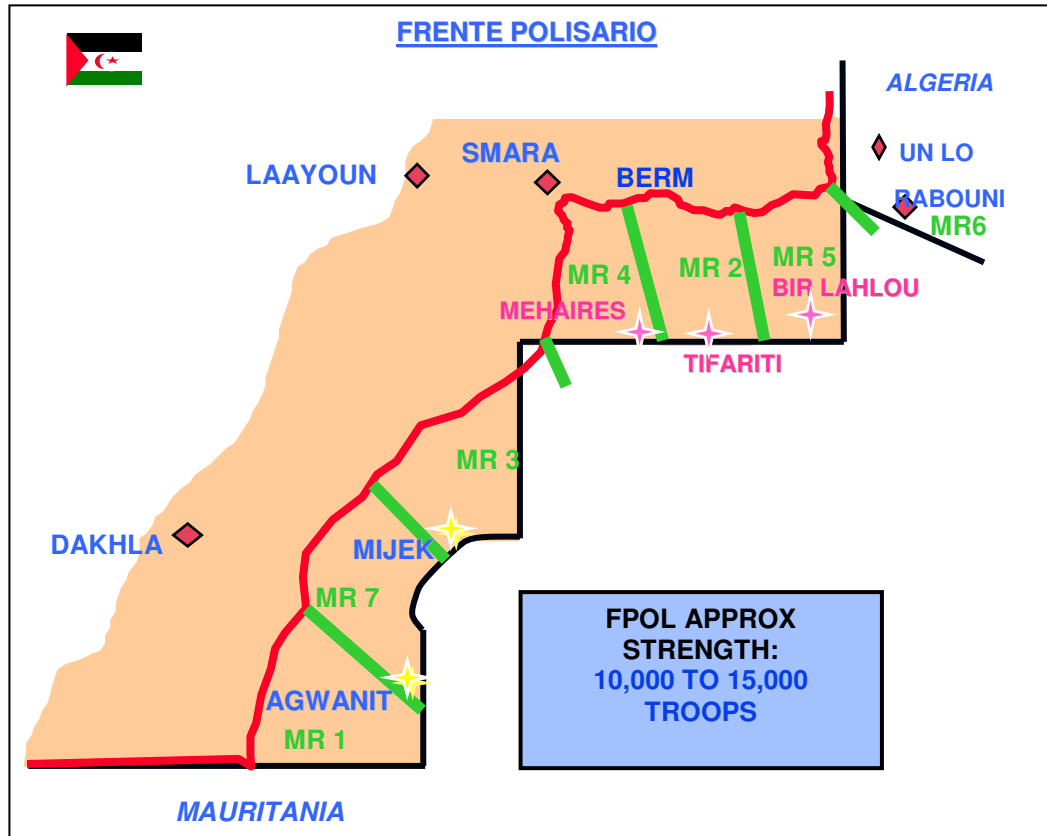 FRENTE POLISARIO
ALGERIA
SMARA
UN LO
LAAYOUN
BERM
RABOUNI
MR6
MR 4
MR 2
MR 5
BIR LAHLOU
MEHAIRES
TIFARITI
MR 3
DAKHLA
MIJEK
MR 7
FPOL APPROX
STRENGTH:
10,000 TO 15,000
TROOPS
AGWANIT
MR 1
MAURITANIA